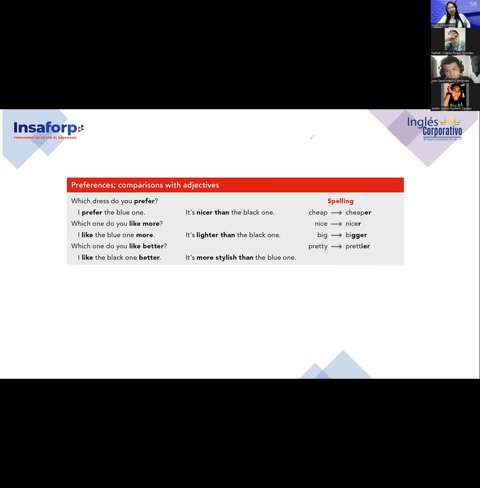 Insaforp
Inglés
Corporativo
Preferences; comparisons with adjectives
Which dress do you prefer?
Spelling
I prefer the blue one.
It's nicer than the black one.
cheap → cheaper
Which one do you like more?
nice → nicer
I like the blue one more.
It's lighter than the black one.
big → bigger
Which one do you like better?
pretty → prettier
I like the black one better.
It's more stylish than the blue one.